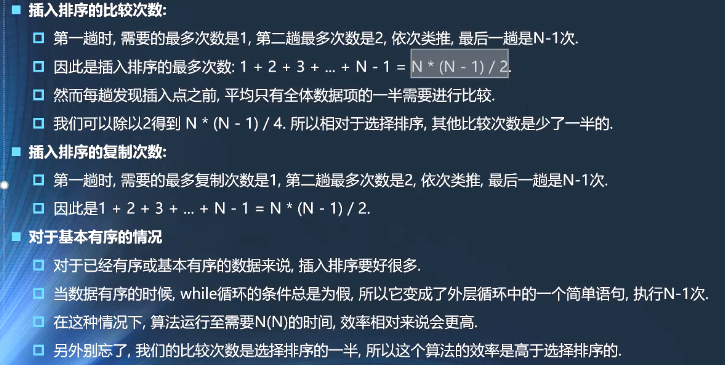 插入排序的比较次数:
第一趟时, 需要的最多次数是1, 第二趟最多次数是2, 依次类推, 最后一趟是N-1次.
因此是插入排序的最多次数: 1 + 2 + 3 + ... + N - 1 = N * (N - 1) / 2.
然而每趟发现插入点之前, 平均只有全体数据项的一半需要进行比较.
我们可以除以2得到 N * (N - 1) / 4. 所以相对于选择排序, 其他比较次数是少了一半的.
插入排序的复制次数:
第一趟时, 需要的最多复制次数是1, 第二趟最多次数是2, 依次类推, 最后一趟是N-1次.
因此是1 + 2 + 3 + ... + N - 1 = N * (N - 1) / 2.
对于基本有序的情况
对于已经有序或基本有序的数据来说, 插入排序要好很多.
当数据有序的时候, while循环的条件总是为假, 所以它变成了外层循环中的一个简单语句, 执行N-1次.
在这种情况下, 算法运行至需要N(N)的时间, 效率相对来说会更高.
另外别忘了, 我们的比较次数是选择排序的一半, 所以这个算法的效率是高于选择排序的.